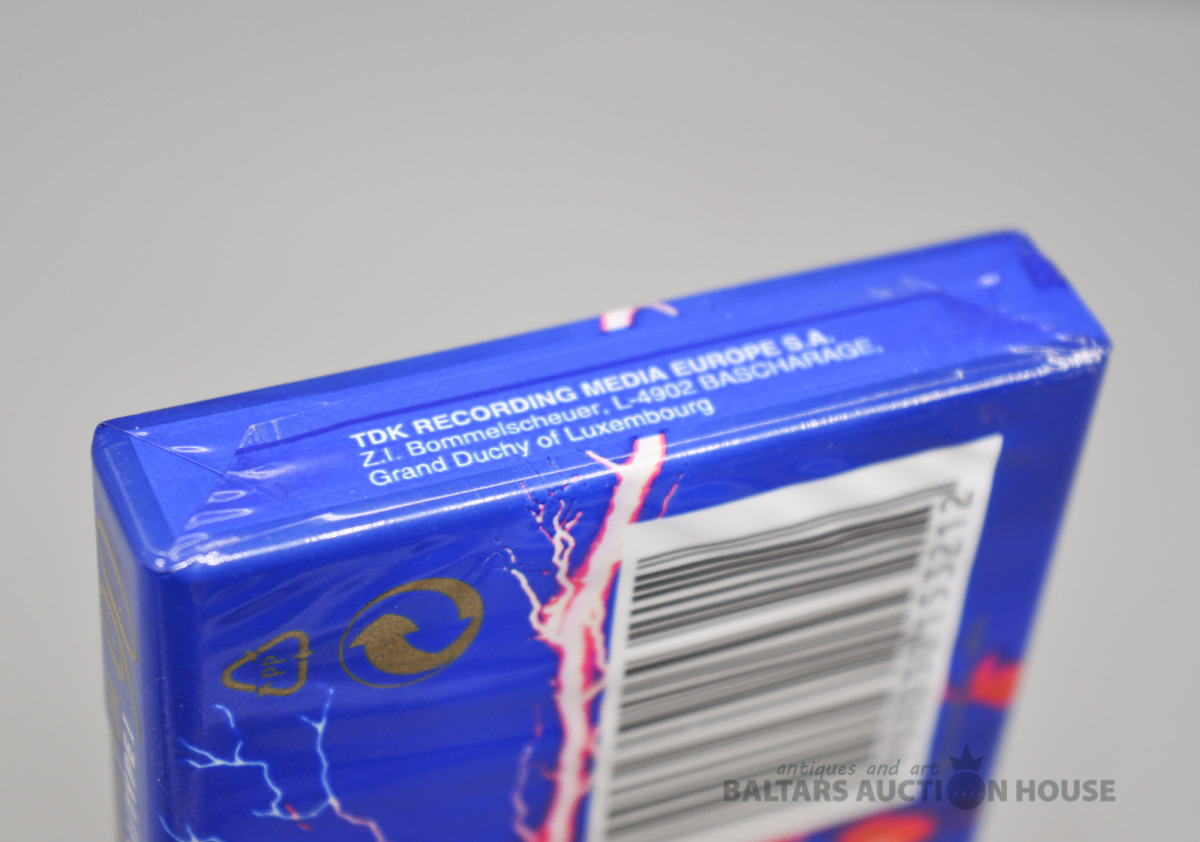 TDK RECORDING MEDIA EUROPE S.A.
Z.I. Bommelscheuer, L-4902 BASCHARAGE,
Grand Duchy of Luxembourg
PP
antiques and art
BALTARS AUCTION HOUSE